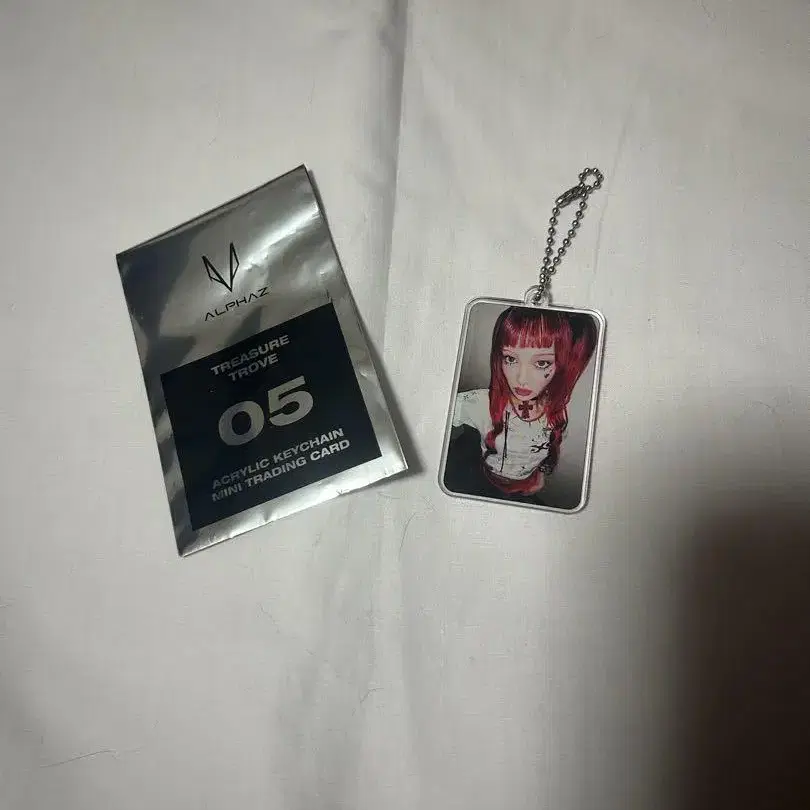 ALPHAZ
TREASURE
TROVE
05
ACRYLIC KEYCHAIN
MINI TRADING CARD